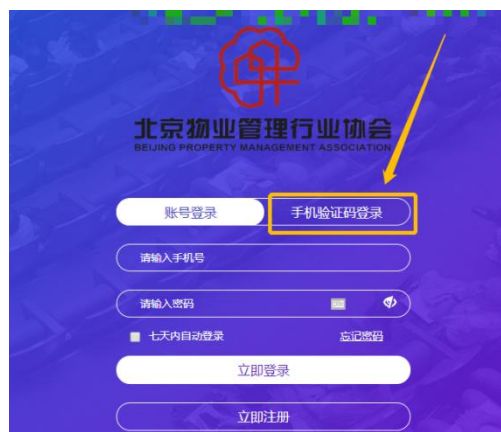 北京物业管理行业协会
BEIJING PROPERTY MANAGEMENT ASSOCIATION
账号登录 手机验证码登录
请输入手机号
请输入密码
七天内自动登录 忘记密码
立即登录
立即注册